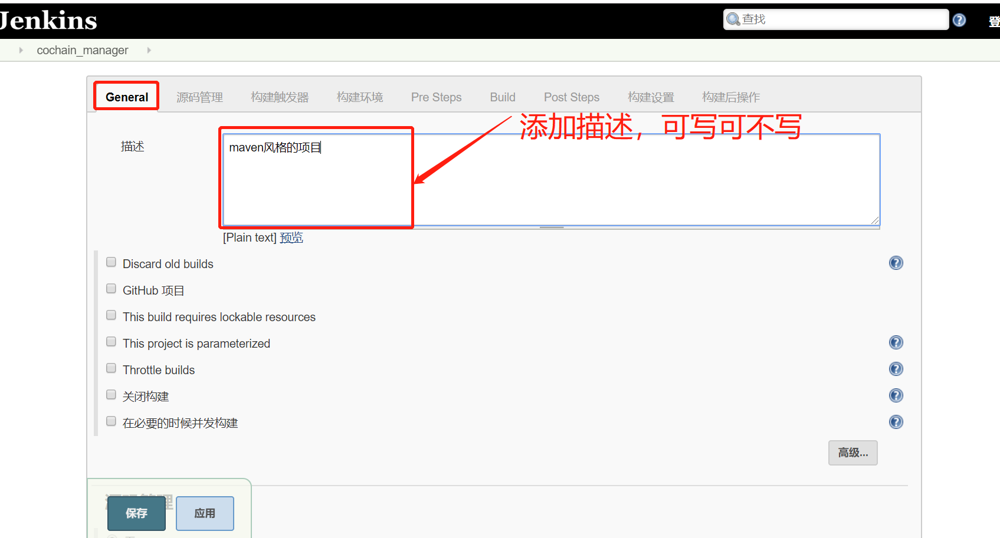 Jenkins
查找
登
cochain_manager
General 源码管理 构建触发器 构建环境 Pre Steps Build Post Steps 构建设置 构建后操作
添加描述，可写可不写
描述
maven风格的项目
[Plain text] 预览
Discard old builds
GitHub 项目
This build requires lockable resources
This project is parameterized
Throttle builds
关闭构建
在必要的时候并发构建
高级...
源码管理
保存 应用